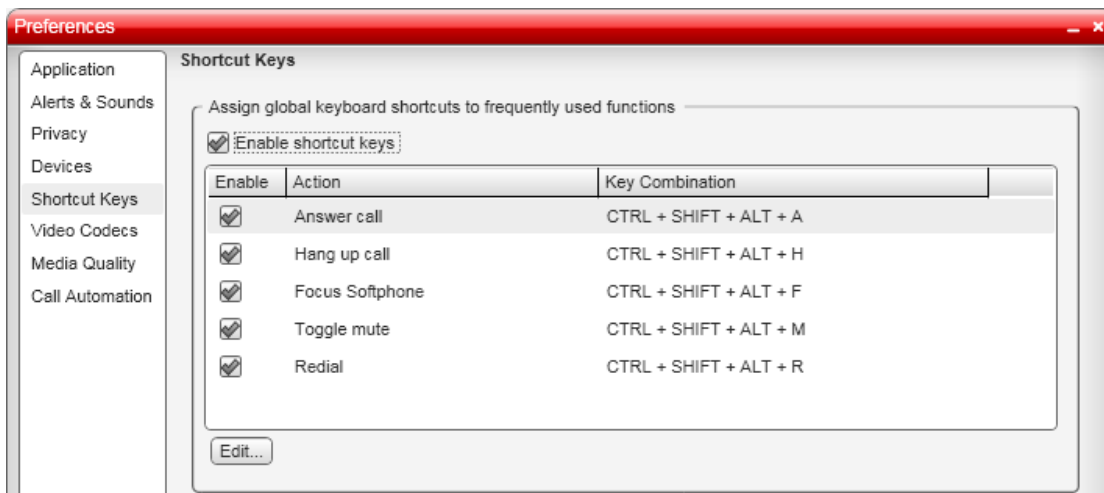 Preferences
Application
Alerts & Sounds
Privacy
Devices
Shortcut Keys
Video Codecs
Media Quality
Call Automation
Shortcut Keys
Assign global keyboard shortcuts to frequently used functions
Enable shortcut keys
Enable Action Key Combination
Answer call CTRL + SHIFT + ALT + A
Hang up call CTRL + SHIFT + ALT + H
Focus Softphone CTRL + SHIFT + ALT + F
Toggle mute CTRL + SHIFT + ALT + M
Redial CTRL + SHIFT + ALT + R
Edit...